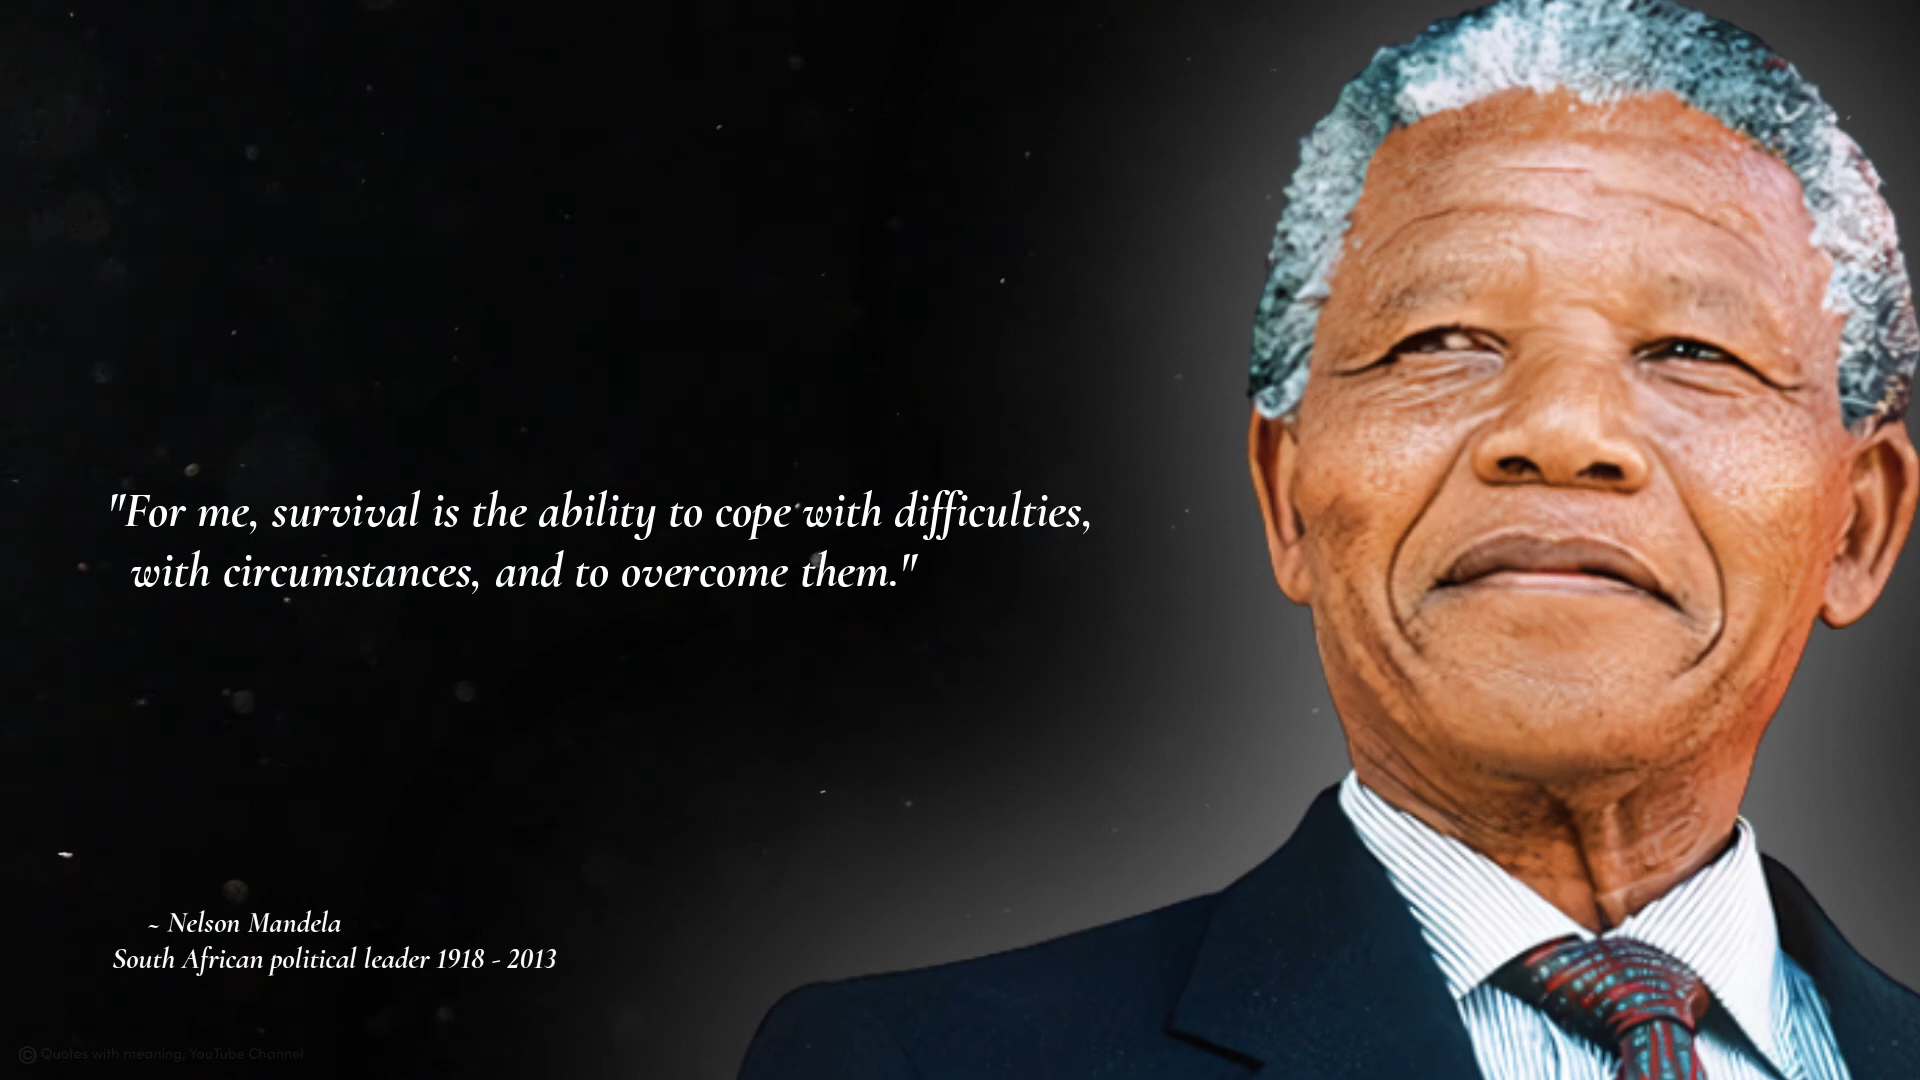 "For me, survival is the ability to cope with difficulties,
with circumstances, and to overcome them."
~ Nelson Mandela
South African political leader 1918 - 2013
© Quotes with meaning, YouTube Channel